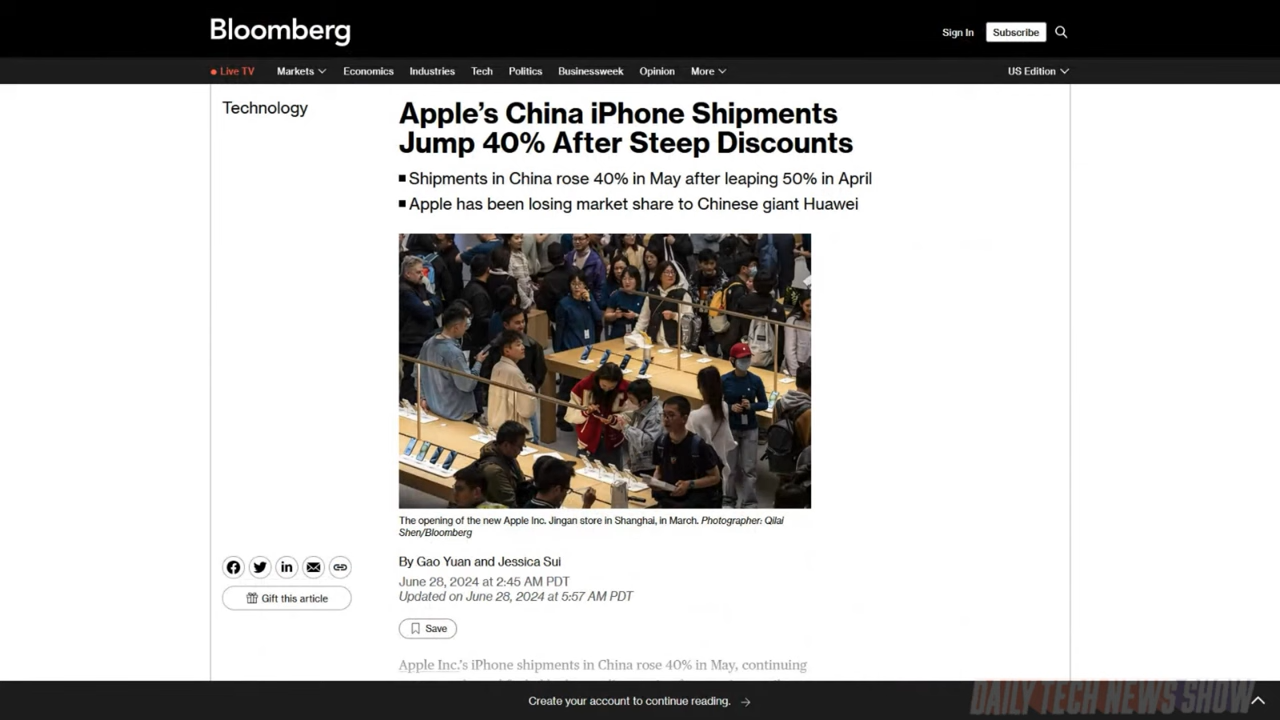 Bloomberg
Sign In
Subscribe
Live TV
Markets
Economics
Industries
Tech
Politics
Businessweek
Opinion
More
US Edition
Technology
Apple’s China iPhone Shipments
Jump 40% After Steep Discounts
Shipments in China rose 40% in May after leaping 50% in April
Apple has been losing market share to Chinese giant Huawei
The opening of the new Apple Inc. Jingan store in Shanghai, in March. Photographer: Qilai
Shen/Bloomberg
By Gao Yuan and Jessica Sui
June 28, 2024 at 2:45 AM PDT
Updated on June 28, 2024 at 5:57 AM PDT
Gift this article
Save
Apple Inc.’s iPhone shipments in China rose 40% in May, continuing
Create your account to continue reading.
DAILY TECH NEWS SHOW